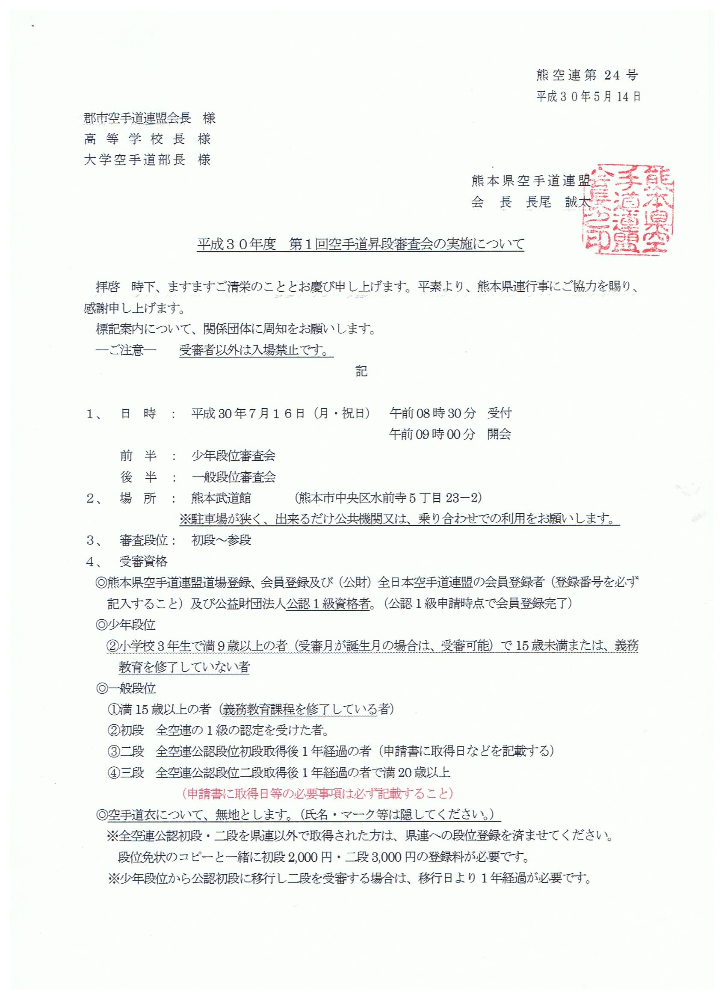 熊空連第 24 号
平成３０年５月 14 日
郡市空手道連盟会長　様
高 等 学 校 長　様
大学空手道部長　様
熊本県空手道連盟
会　長　長尾　誠太
熊本県空手道連盟会長之印
平成３０年度　第１回空手道昇段審査会の実施について
拝啓　時下、ますますご清栄のこととお慶び申し上げます。平素より、熊本県連行事にご協力を賜り、
感謝申し上げます。
標記案内について、関係団体に周知をお願いします。
―ご注意―　受審者以外は入場禁止です。
記
１、　日　時　：　平成 30 年７月１６日（月・祝日）　午前 08 時 30 分　受付
午前 09 時 00 分　開会
前　半　：　少年段位審査会
後　半　：　一般段位審査会
２、　場　所　：　熊本武道館　　　（熊本市中央区水前寺５丁目 23－2）
※駐車場が狭く、出来るだけ公共機関又は、乗り合わせでの利用をお願いします。
３、　審査段位：　初段～参段
４、　受審資格
◎熊本県空手道連盟道場登録、会員登録及び（公財）全日本空手道連盟の会員登録者（登録番号を必ず
記入すること）及び公益財団法人公認１級資格者。（公認１級申請時点で会員登録完了）
◎少年段位
②小学校３年生で満９歳以上の者（受審月が誕生月の場合は、受審可能）で 15 歳未満または、義務
教育を修了していない者
◎一般段位
①満 15 歳以上の者（義務教育課程を修了している者）
②初段　全空連の１級の認定を受けた者。
③二段　全空連公認段位初段取得後１年経過の者（申請書に取得日などを記載する）
④三段　全空連公認段位二段取得後１年経過の者で満 20 歳以上
（申請書に取得日等の必要事項は必ず記載すること）
◎空手道衣について、無地とします。（氏名・マーク等は隠してください。）
※全空連公認初段・二段を県連以外で取得された方は、県連への段位登録を済ませてください。
段位免状のコピーと一緒に初段 2,000 円・二段 3,000 円の登録料が必要です。
※少年段位から公認初段に移行し二段を受審する場合は、移行日より１年経過が必要です。